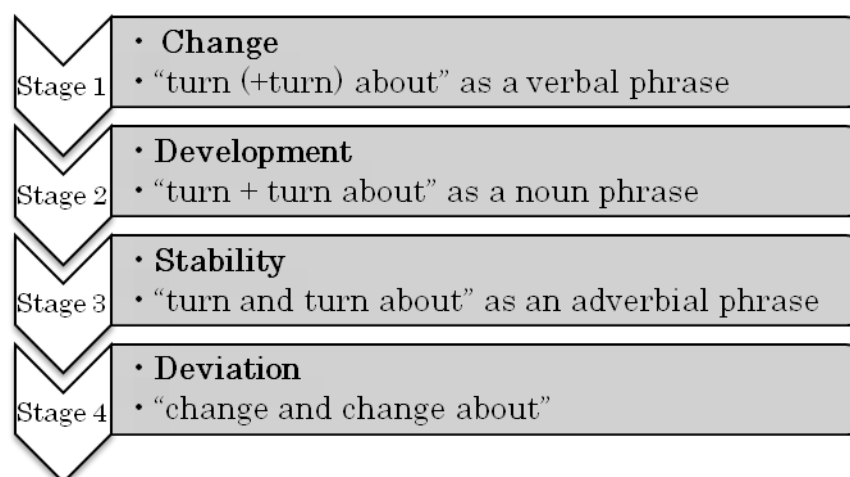 Stage 1
• Change
• “turn (+turn) about” as a verbal phrase
Stage 2
• Development
• “turn + turn about” as a noun phrase
Stage 3
• Stability
• “turn and turn about” as an adverbial phrase
Stage 4
• Deviation
• “change and change about”